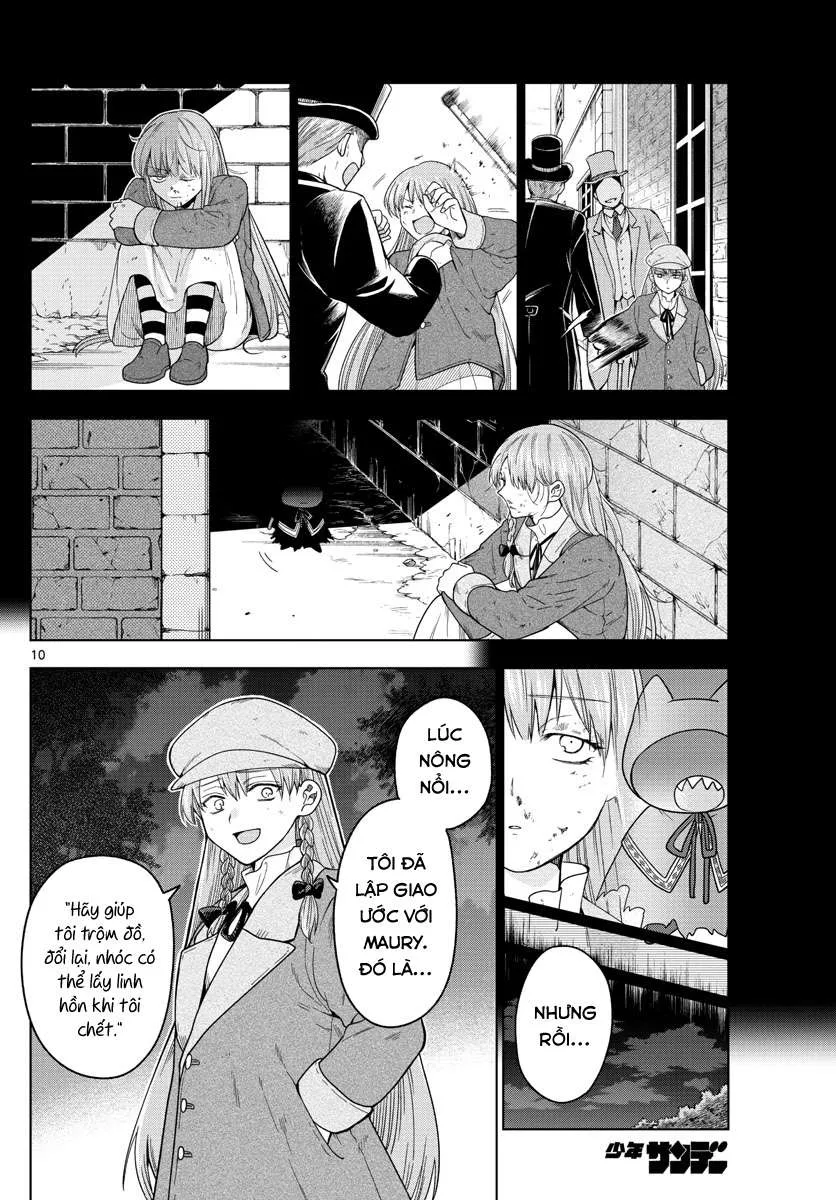 10
NHƯNG
RỒI...
LÚC
NÔNG
NỔI...
TÔI ĐÃ
LẬP GIAO
ƯỚC VỚI
MAURY.
ĐÓ LÀ...
"Hãy giúp
tôi trộm đồ,
đổi lại, nhóc có
thể lấy linh
hồn khi tôi
chết."
少年サンデー